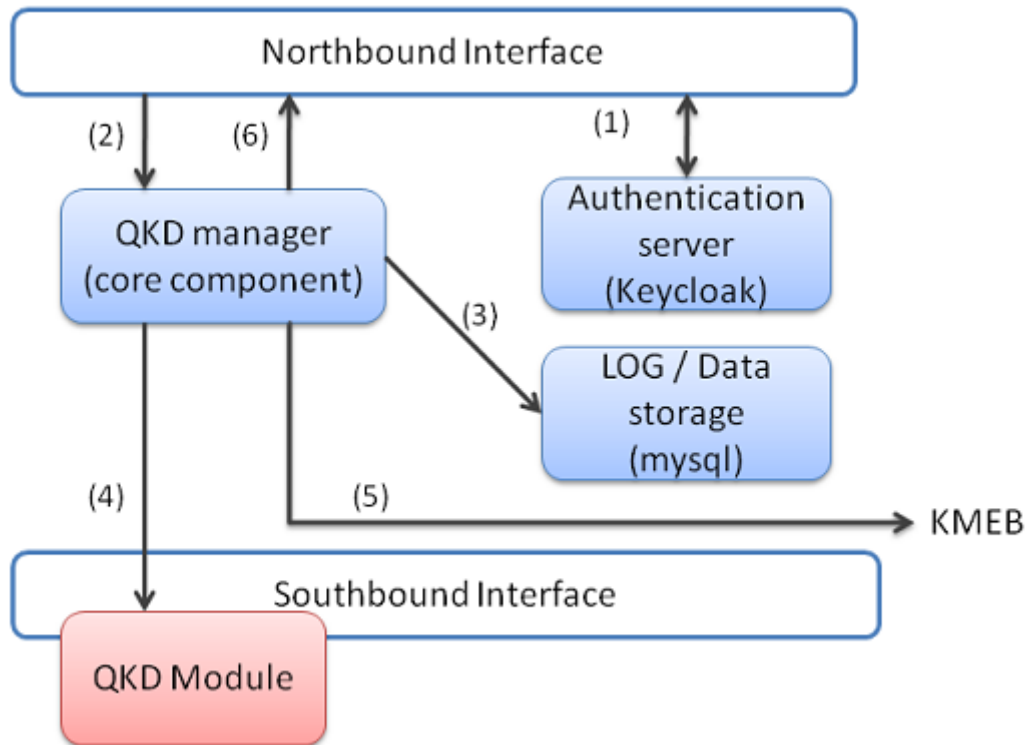 Northbound Interface
(2)
(6)
(1)
QKD manager
(core component)
Authentication
server
(Keycloak)
(3)
LOG / Data
storage
(mysql)
(4)
(5)
KMEB
Southbound Interface
QKD Module